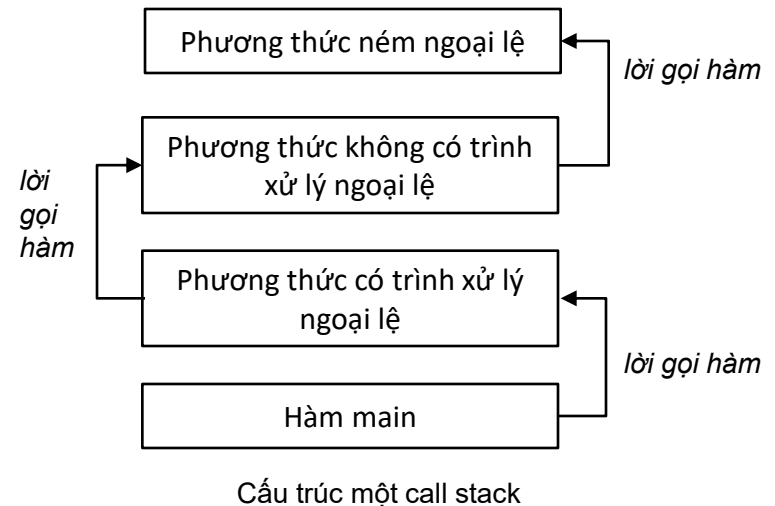 Phương thức ném ngoại lệ
lời gọi hàm
Phương thức không có trình
xử lý ngoại lệ
lời
gọi
hàm
Phương thức có trình xử lý
ngoại lệ
lời gọi hàm
Hàm main
Cấu trúc một call stack